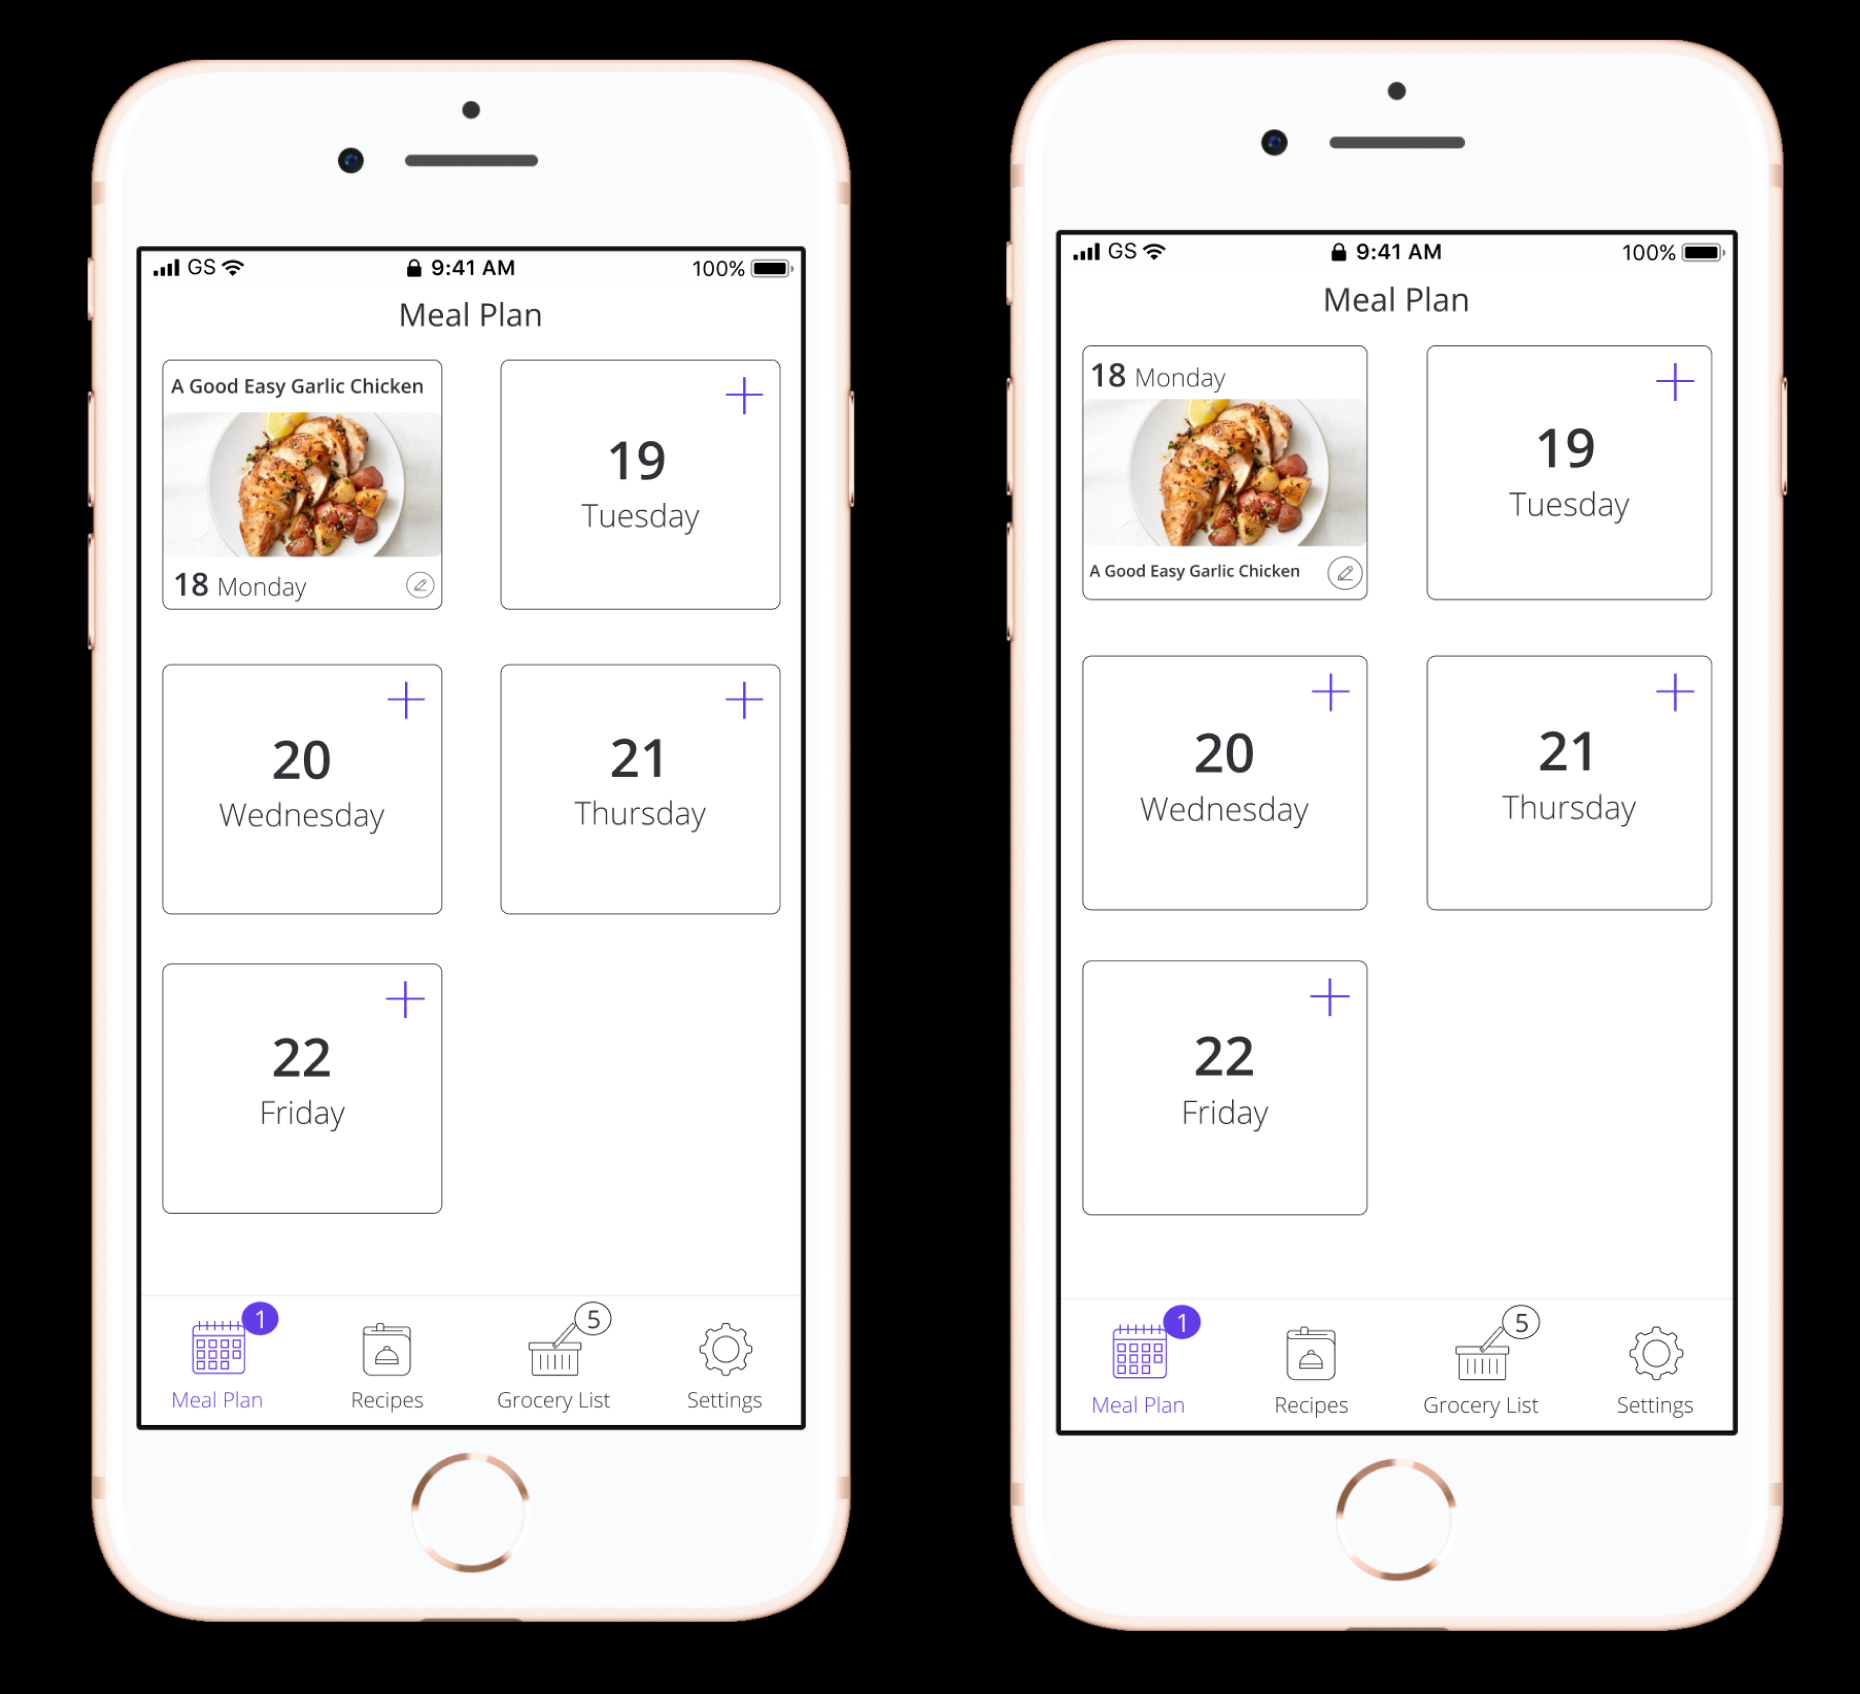 GS 9:41 AM 100%
Meal Plan
A Good Easy Garlic Chicken
18 Monday
19
Tuesday
20
Wednesday
21
Thursday
22
Friday
1
5
Meal Plan Recipes Grocery List Settings
GS 9:41 AM 100%
Meal Plan
18 Monday
A Good Easy Garlic Chicken
19
Tuesday
20
Wednesday
21
Thursday
22
Friday
1
5
Meal Plan Recipes Grocery List Settings